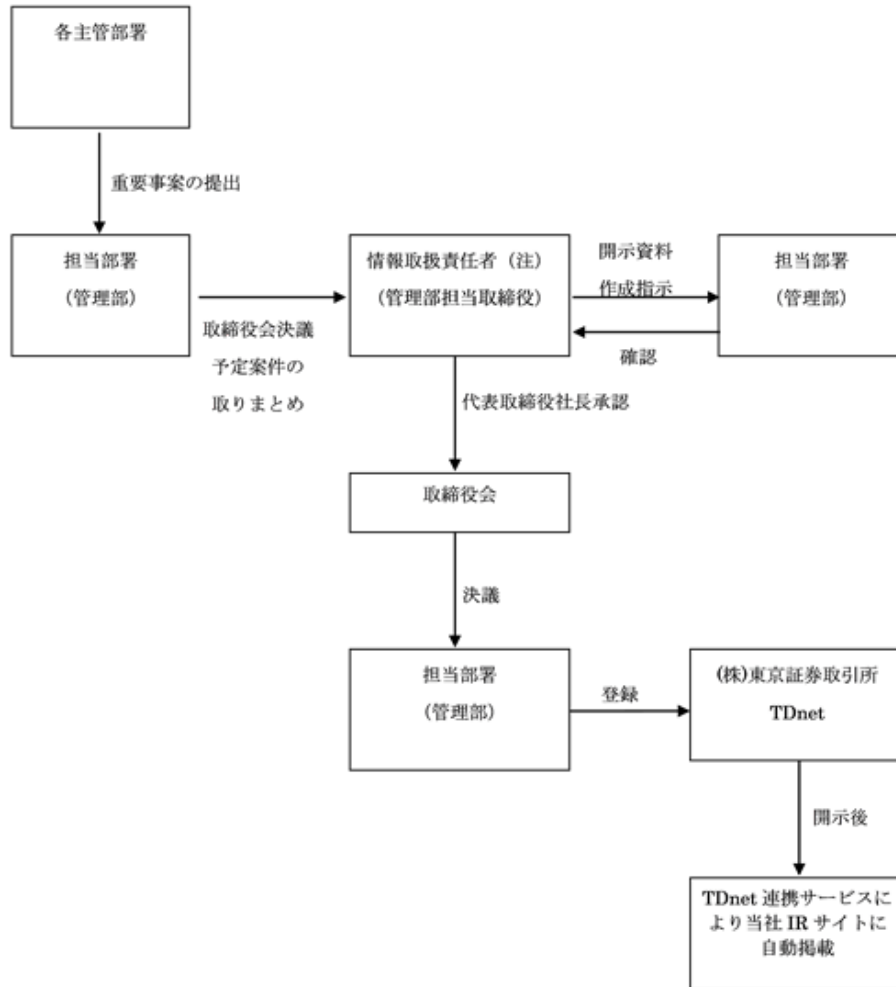 各主管部署
重要事案の提出
担当部署
（管理部）
取締役会決議
予定案件の
取りまとめ
情報取扱責任者（注）
（管理部担当取締役）
開示資料
作成指示
確認
担当部署
（管理部）
代表取締役社長承認
取締役会
決議
担当部署
（管理部）
登録
(株)東京証券取引所
TDnet
開示後
TDnet 連携サービスに
より当社 IR サイトに
自動掲載